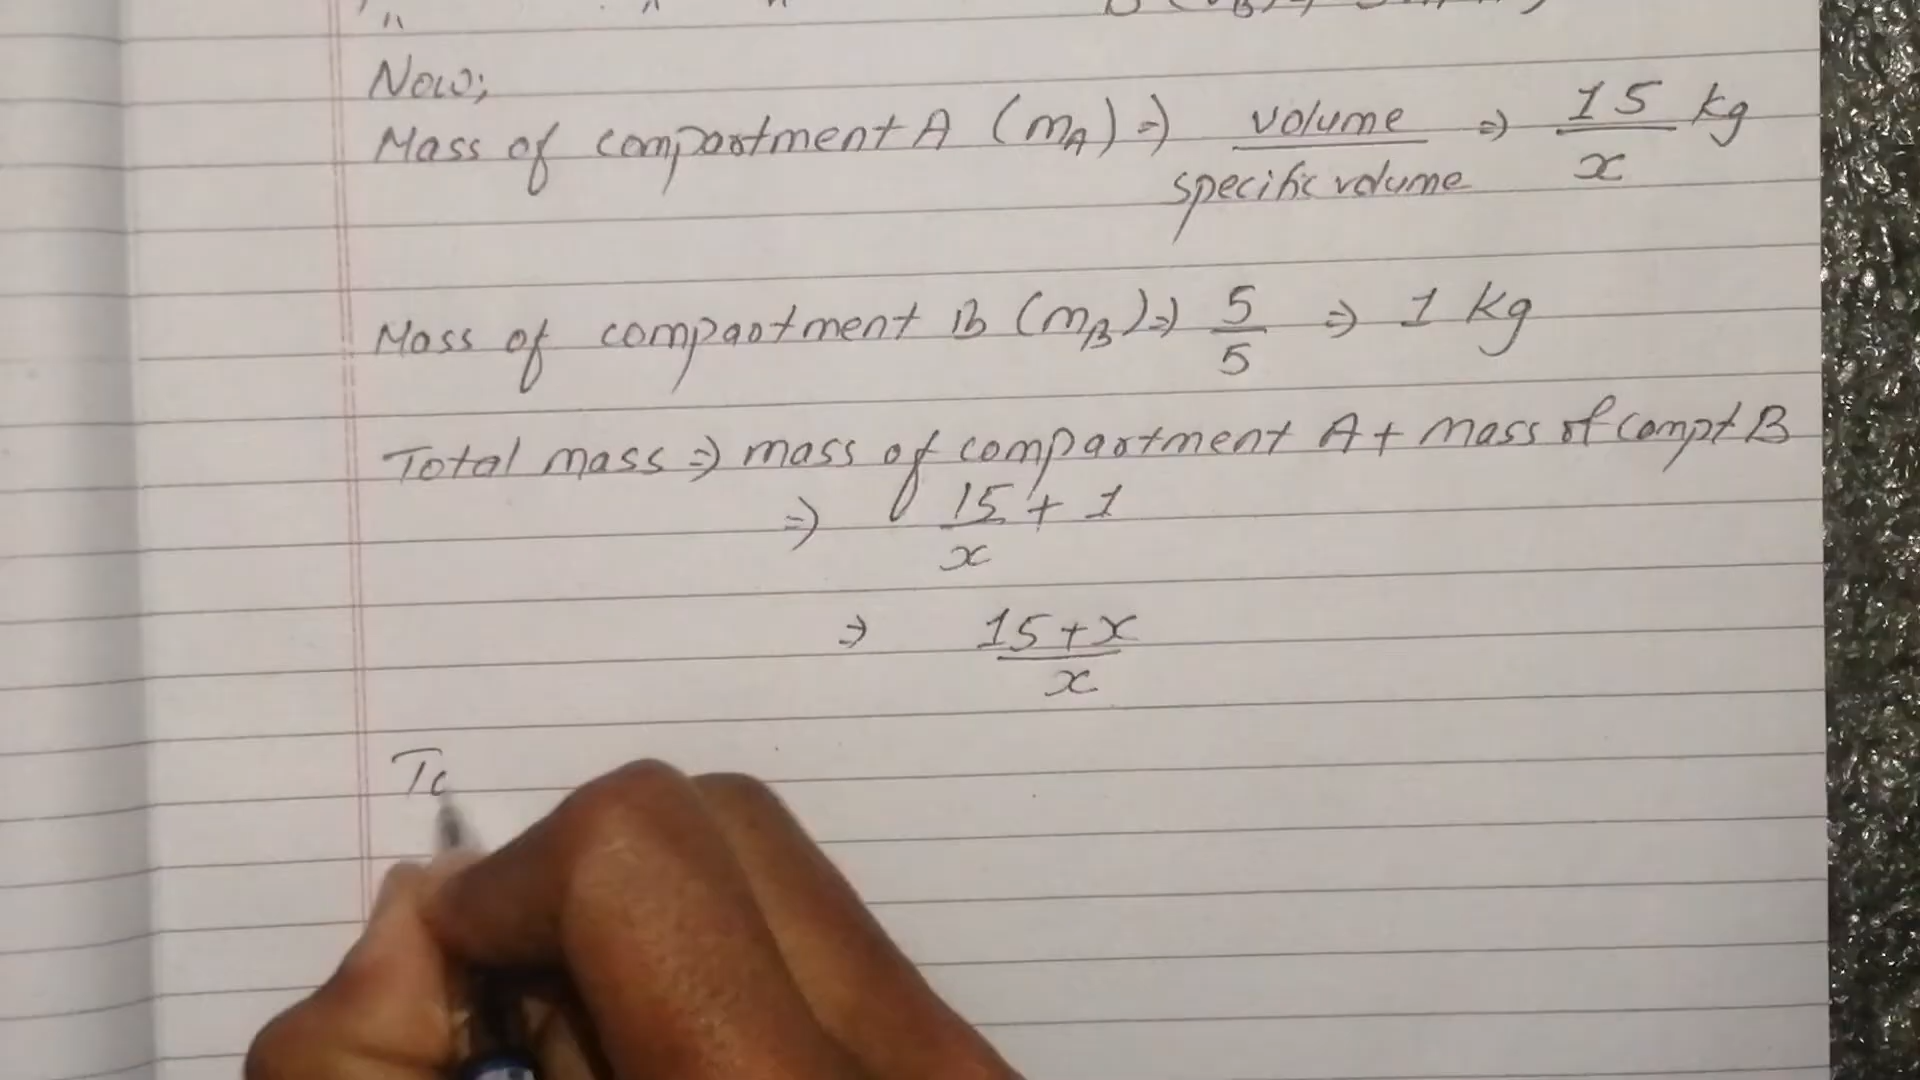 Now;
Mass of compartment A (mA) ⇒ volume / specific volume ⇒ 15 / x kg
Mass of compartment B (mB) ⇒ 5 / 5 ⇒ 1 kg
Total mass ⇒ mass of compartment A + mass of compt B
⇒ 15 / x + 1
⇒ 15 + x / x
To